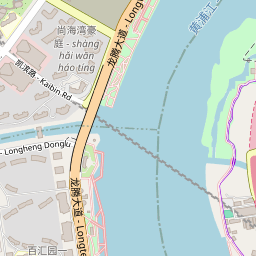 尚海湾豪
庭 - shàng
hǎi wān
háo tíng
凯滨路 - Kaibin Rd
龙腾大道 - Longt
黄浦江
- Longheng Donglu
龙腾大道 - Longte
百汇园一